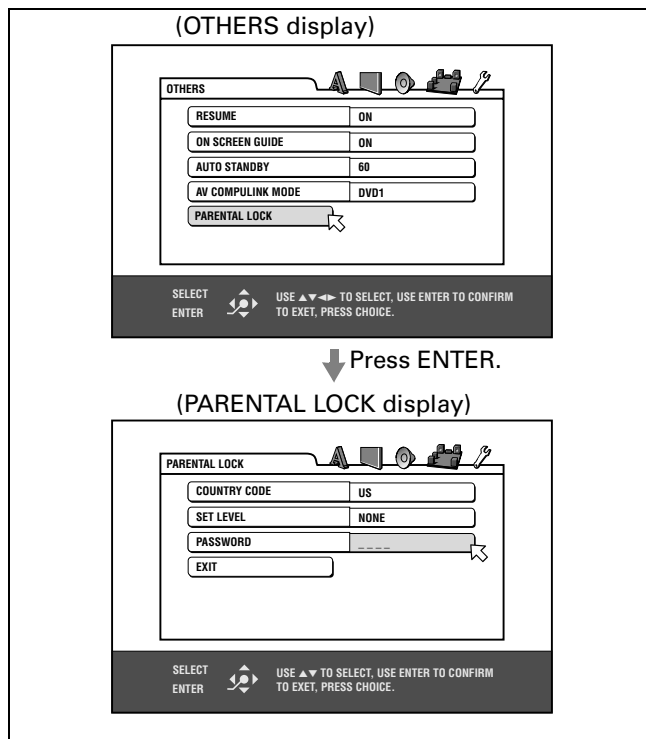 (OTHERS display)
OTHERS
RESUME ON
ON SCREEN GUIDE ON
AUTO STANDBY 60
AV COMPULINK MODE DVD1
PARENTAL LOCK
SELECT USE ▲▼◄► TO SELECT, USE ENTER TO CONFIRM
ENTER TO EXET, PRESS CHOICE.
Press ENTER.
(PARENTAL LOCK display)
PARENTAL LOCK
COUNTRY CODE US
SET LEVEL NONE
PASSWORD _ _ _ _
EXIT
SELECT USE ▲▼ TO SELECT, USE ENTER TO CONFIRM
ENTER TO EXET, PRESS CHOICE.